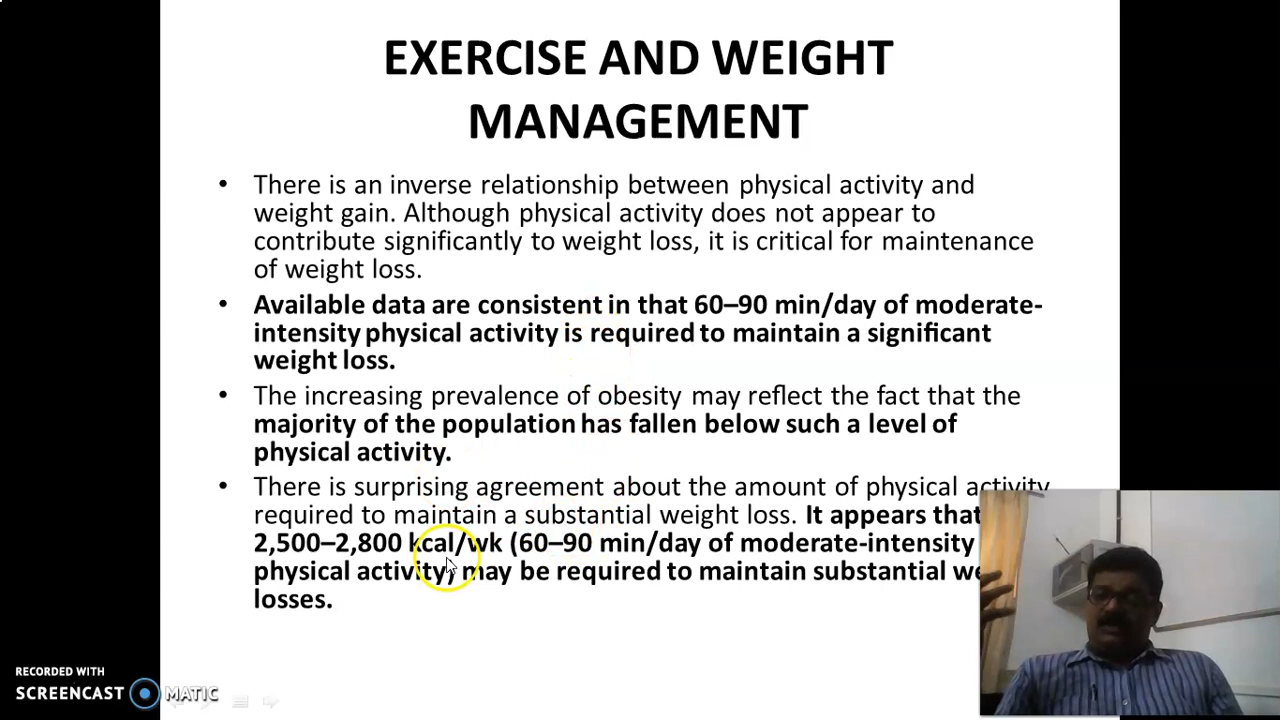 EXERCISE AND WEIGHT
MANAGEMENT
• There is an inverse relationship between physical activity and
weight gain. Although physical activity does not appear to
contribute significantly to weight loss, it is critical for maintenance
of weight loss.
• Available data are consistent in that 60–90 min/day of moderate-
intensity physical activity is required to maintain a significant
weight loss.
• The increasing prevalence of obesity may reflect the fact that the
majority of the population has fallen below such a level of
physical activity.
• There is surprising agreement about the amount of physical activity
required to maintain a substantial weight loss. It appears that
2,500–2,800 kcal/wk (60–90 min/day of moderate-intensity
physical activity) may be required to maintain substantial
losses.
RECORDED WITH
SCREENCAST MATIC